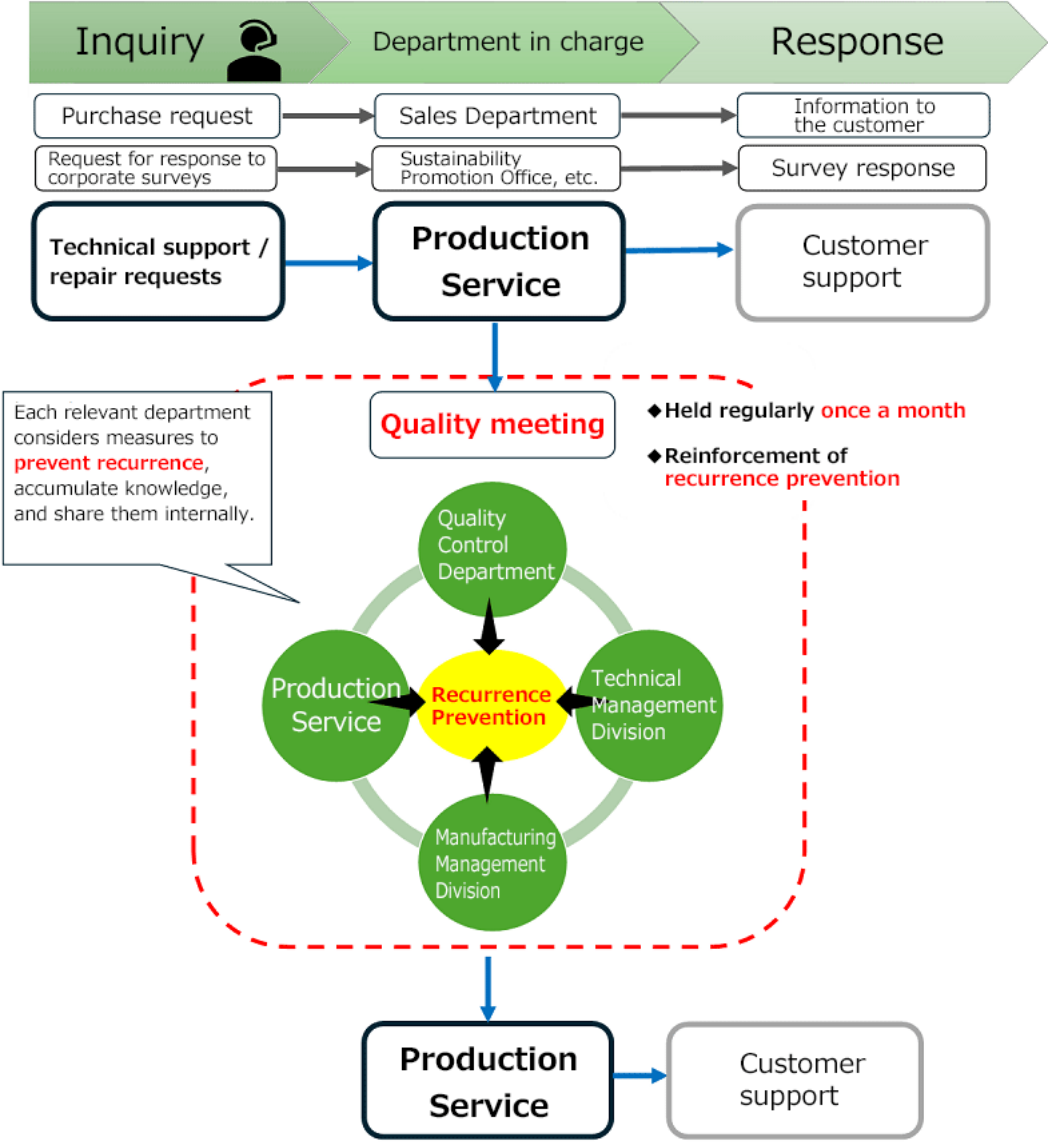 Inquiry
Department in charge
Response
Purchase request
Sales Department
Information to
the customer
Request for response to
corporate surveys
Sustainability
Promotion Office, etc.
Survey response
Technical support /
repair requests
Production
Service
Customer
support
Each relevant department
considers measures to
prevent recurrence,
accumulate knowledge,
and share them internally.
Quality meeting
◆Held regularly once a month
◆Reinforcement of
recurrence prevention
Quality
Control
Department
Production
Service
Recurrence
Prevention
Technical
Management
Division
Manufacturing
Management
Division
Production
Service
Customer
support